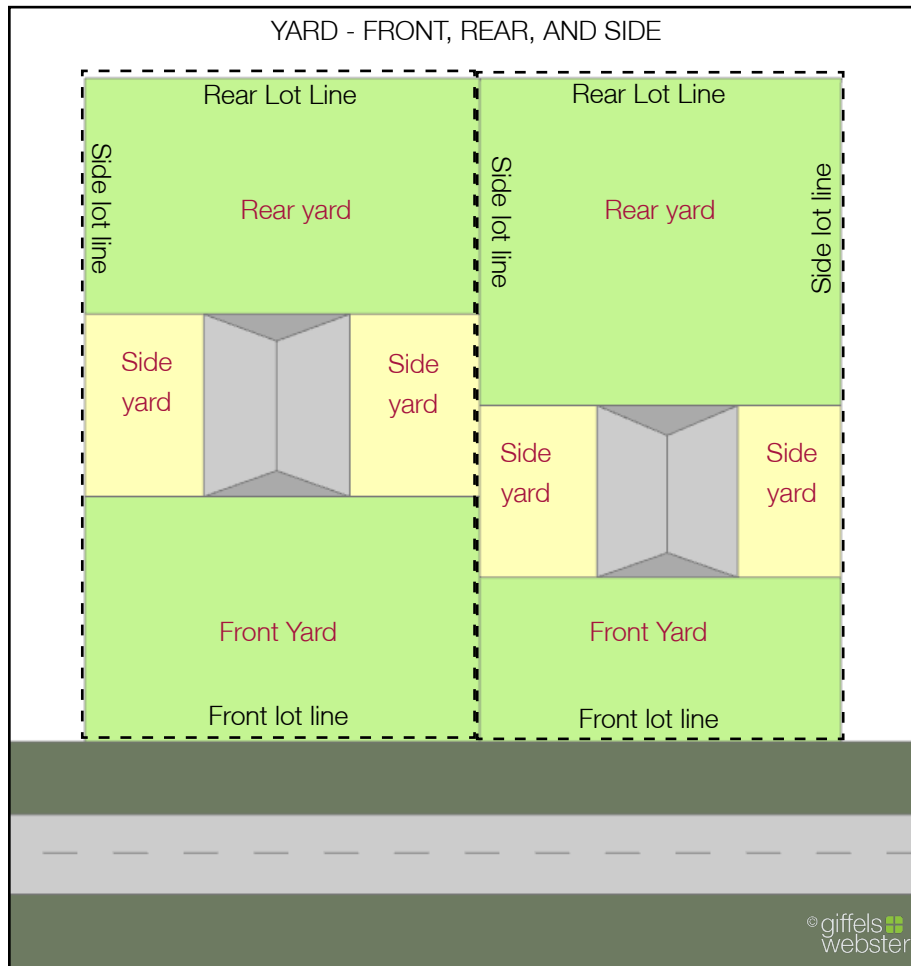 YARD - FRONT, REAR, AND SIDE
Rear Lot Line
Rear Lot Line
Side lot line
Side lot line
Side lot line
Rear yard
Rear yard
Side
yard
Side
yard
Side
yard
Side
yard
Front Yard
Front Yard
Front lot line
Front lot line
© giffels
webster